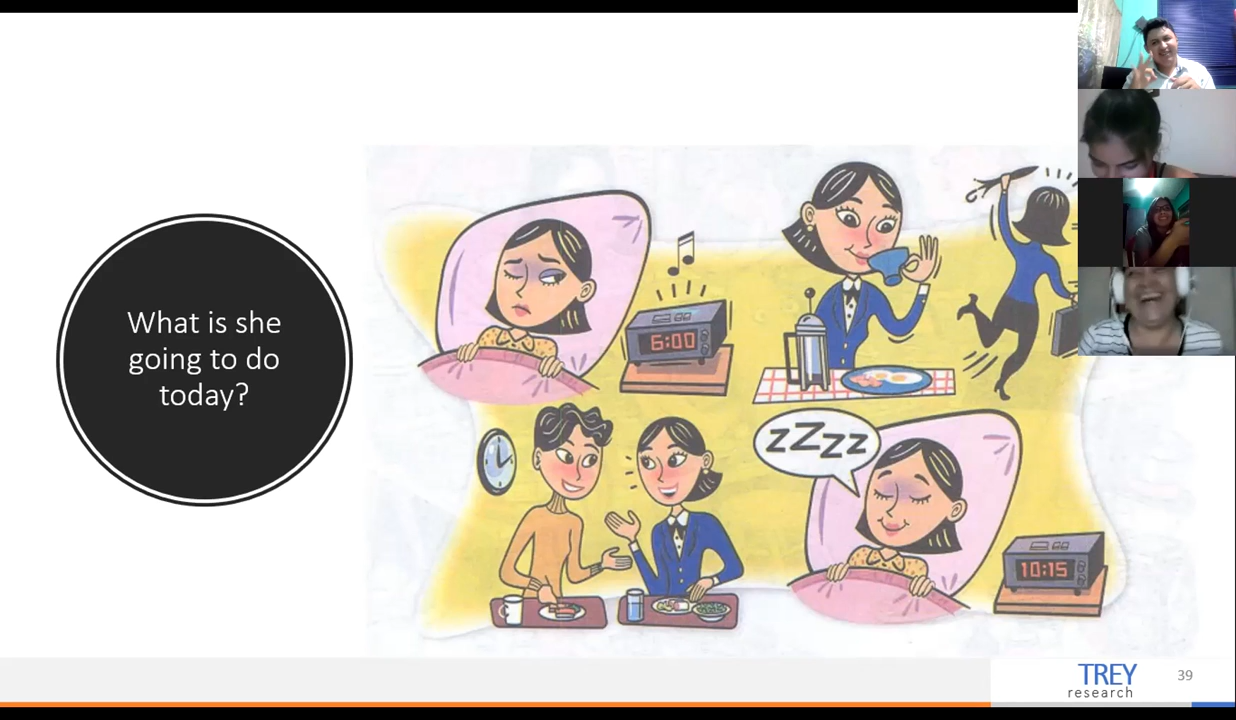 What is she
going to do
today?
6:00
zZzz
10:15
TREY
research
39